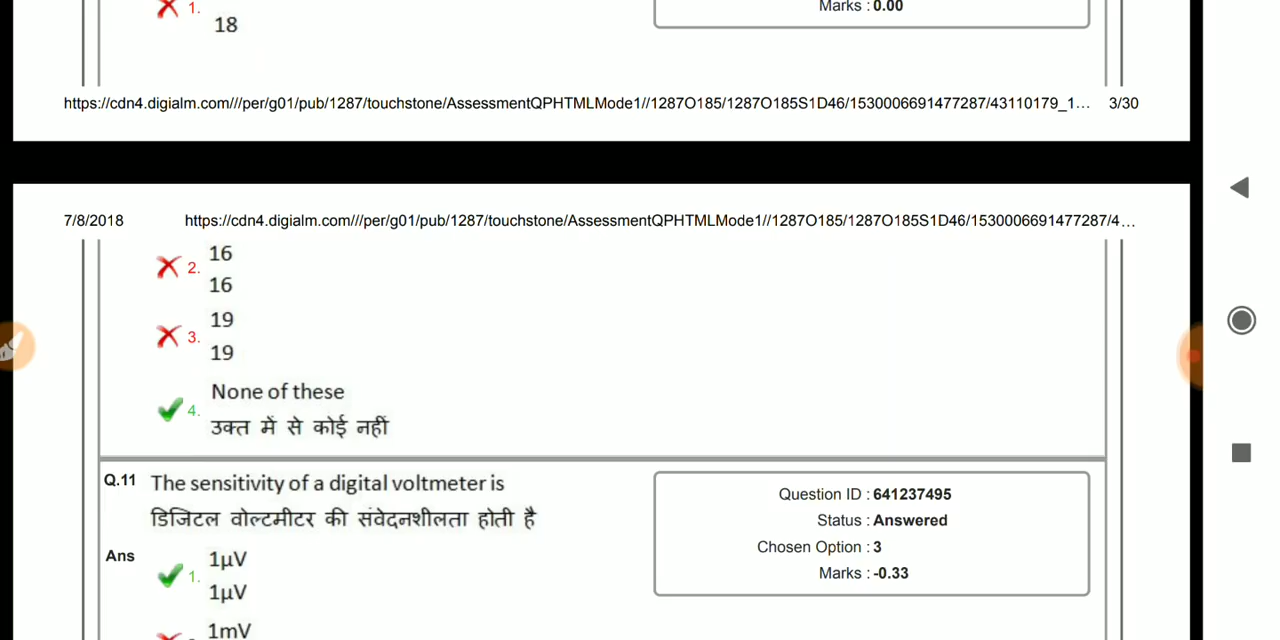 1.
18
Marks : 0.00
https://cdn4.digialm.com///per/g01/pub/1287/touchstone/AssessmentQPHTMLMode1//1287O185/1287O185S1D46/1530006691477287/43110179_1... 3/30
7/8/2018 https://cdn4.digialm.com///per/g01/pub/1287/touchstone/AssessmentQPHTMLMode1//1287O185/1287O185S1D46/1530006691477287/4...
2. 16
16
3. 19
19
4. None of these
उक्त में से कोई नहीं
Q.11 The sensitivity of a digital voltmeter is
डिजिटल वोल्टमीटर की संवेदनशीलता होती है
Question ID : 641237495
Status : Answered
Chosen Option : 3
Marks : -0.33
Ans
1. 1µV
1µV
1mV